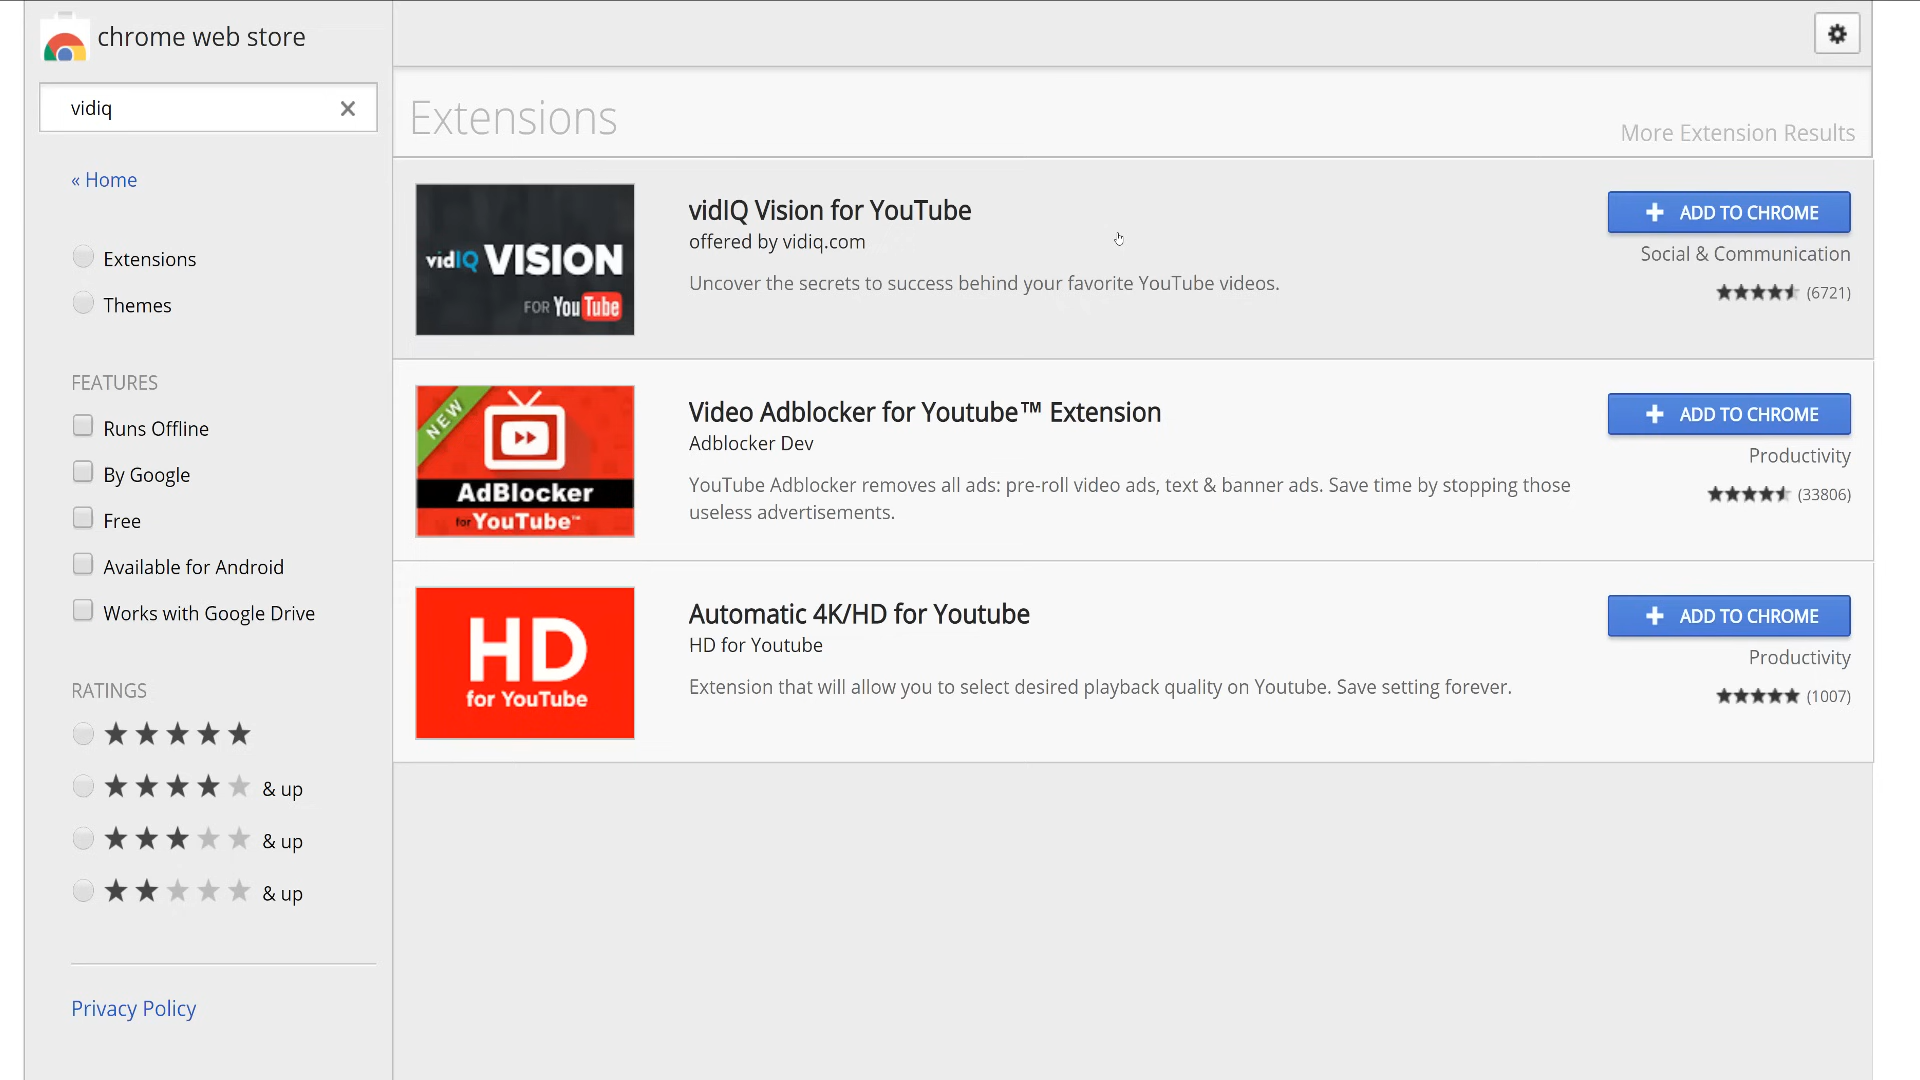 chrome web store
vidiq
« Home
Extensions
Themes
FEATURES
Runs Offline
By Google
Free
Available for Android
Works with Google Drive
RATINGS
& up
& up
& up
Privacy Policy
Extensions
More Extension Results
vidIQ VISION
FOR YouTube
vidIQ Vision for YouTube
offered by vidiq.com
Uncover the secrets to success behind your favorite YouTube videos.
ADD TO CHROME
Social & Communication
(6721)
NEW
AdBlocker
for YouTube™
Video Adblocker for Youtube™ Extension
Adblocker Dev
YouTube Adblocker removes all ads: pre-roll video ads, text & banner ads. Save time by stopping those
useless advertisements.
ADD TO CHROME
Productivity
(33806)
HD
for YouTube
Automatic 4K/HD for Youtube
HD for Youtube
Extension that will allow you to select desired playback quality on Youtube. Save setting forever.
ADD TO CHROME
Productivity
(1007)